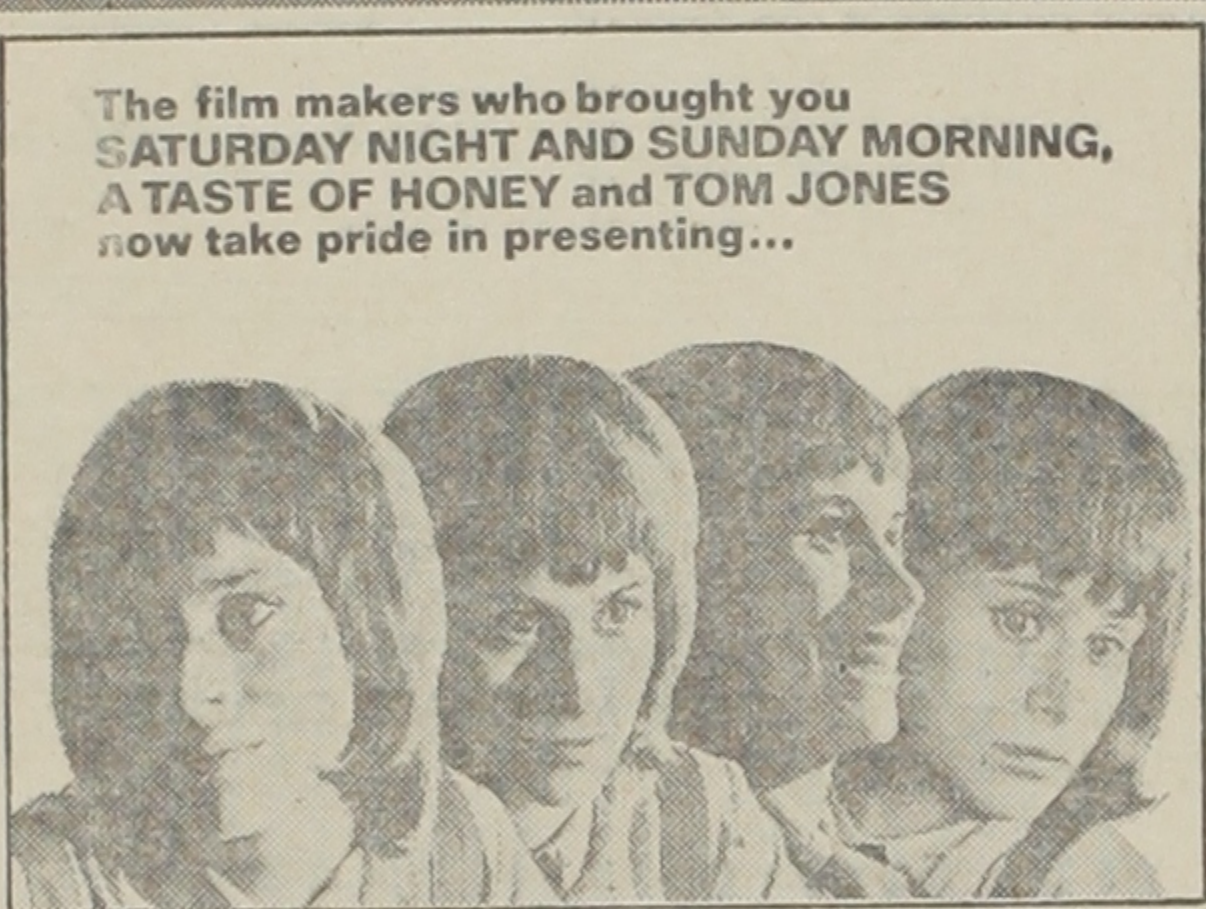 The film makers who brought you
SATURDAY NIGHT AND SUNDAY MORNING,
A TASTE OF HONEY and TOM JONES
now take pride in presenting...